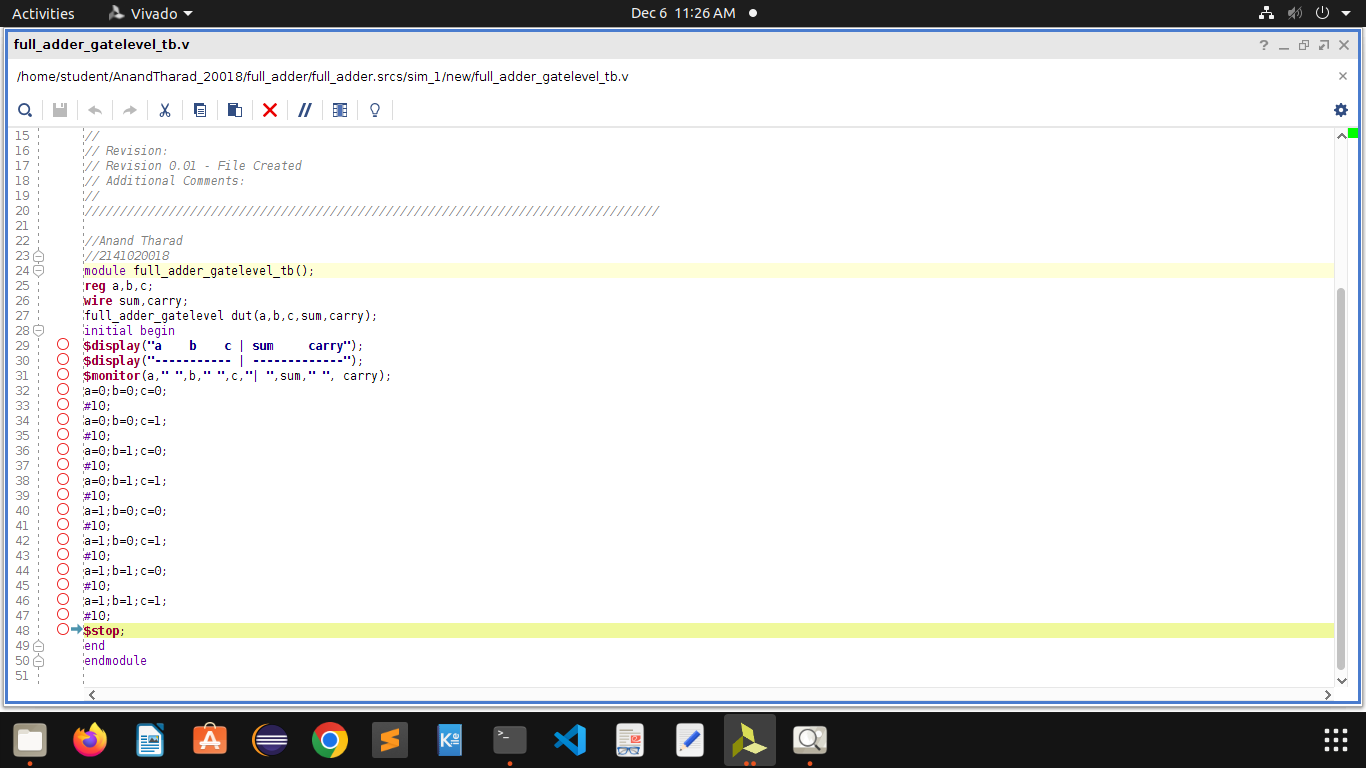 Activities Vivado Dec 6 11:26 AM
full_adder_gatelevel_tb.v
/home/student/AnandTharad_20018/full_adder/full_adder.srcs/sim_1/new/full_adder_gatelevel_tb.v
15 //
16 // Revision:
17 // Revision 0.01 - File Created
18 // Additional Comments:
19 //
20 //////////////////////////////////////////////////////////////////////////////////
21
22 //Anand Tharad
23 //2141020018
24 module full_adder_gatelevel_tb();
25 reg a,b,c;
26 wire sum,carry;
27 full_adder_gatelevel dut(a,b,c,sum,carry);
28 initial begin
29 $display("a    b    c | sum     carry");
30 $display("----------- | -------------");
31 $monitor(a," ",b," ",c,"| ",sum," ", carry);
32 a=0;b=0;c=0;
33 #10;
34 a=0;b=0;c=1;
35 #10;
36 a=0;b=1;c=0;
37 #10;
38 a=0;b=1;c=1;
39 #10;
40 a=1;b=0;c=0;
41 #10;
42 a=1;b=0;c=1;
43 #10;
44 a=1;b=1;c=0;
45 #10;
46 a=1;b=1;c=1;
47 #10;
48 $stop;
49 end
50 endmodule
51